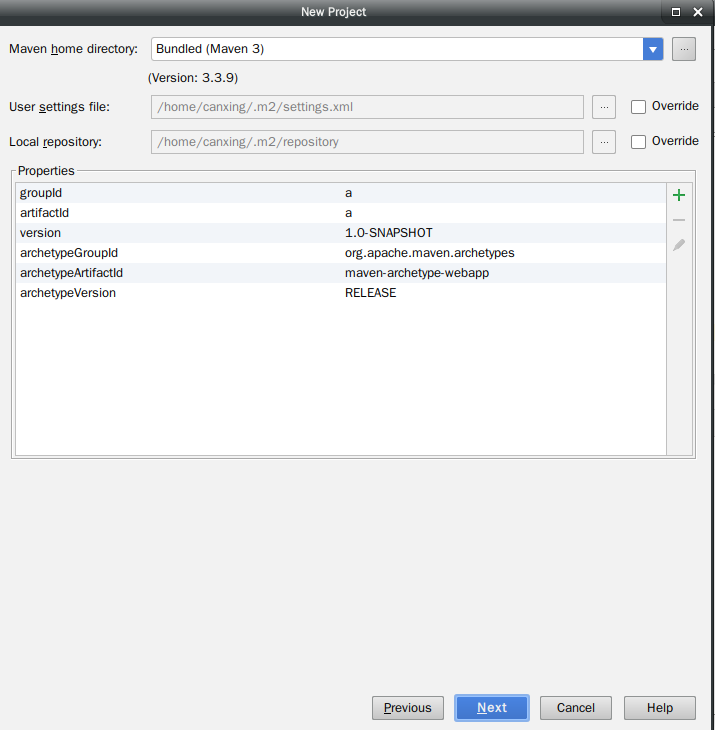 New Project
Maven home directory: Bundled (Maven 3) ...
(Version: 3.3.9)
User settings file: /home/canxing/.m2/settings.xml ... Override
Local repository: /home/canxing/.m2/repository ... Override
Properties
groupId a
artifactId a
version 1.0-SNAPSHOT
archetypeGroupId org.apache.maven.archetypes
archetypeArtifactId maven-archetype-webapp
archetypeVersion RELEASE
Previous Next Cancel Help